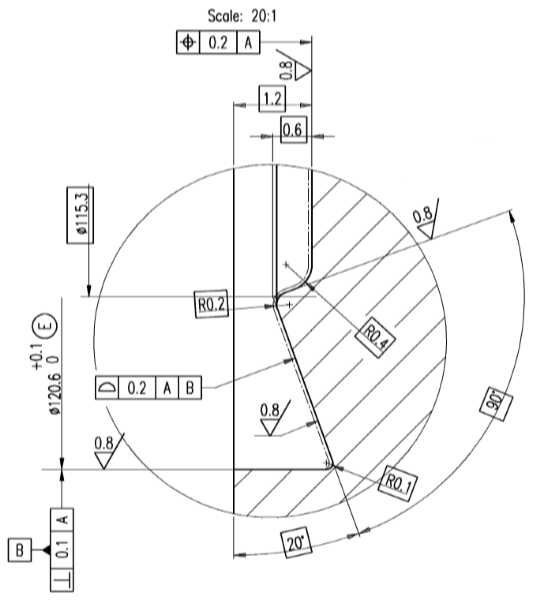 Scale: 20:1
⌖ 0.2 A
0.8
1.2
0.6
ø115.3
0.8
R0.2
R0.4
+0.1
ø120.6 0 Ⓔ
⌓ 0.2 A B
90°
0.8
0.8
R0.1
B
⟂ 0.1 A
20°